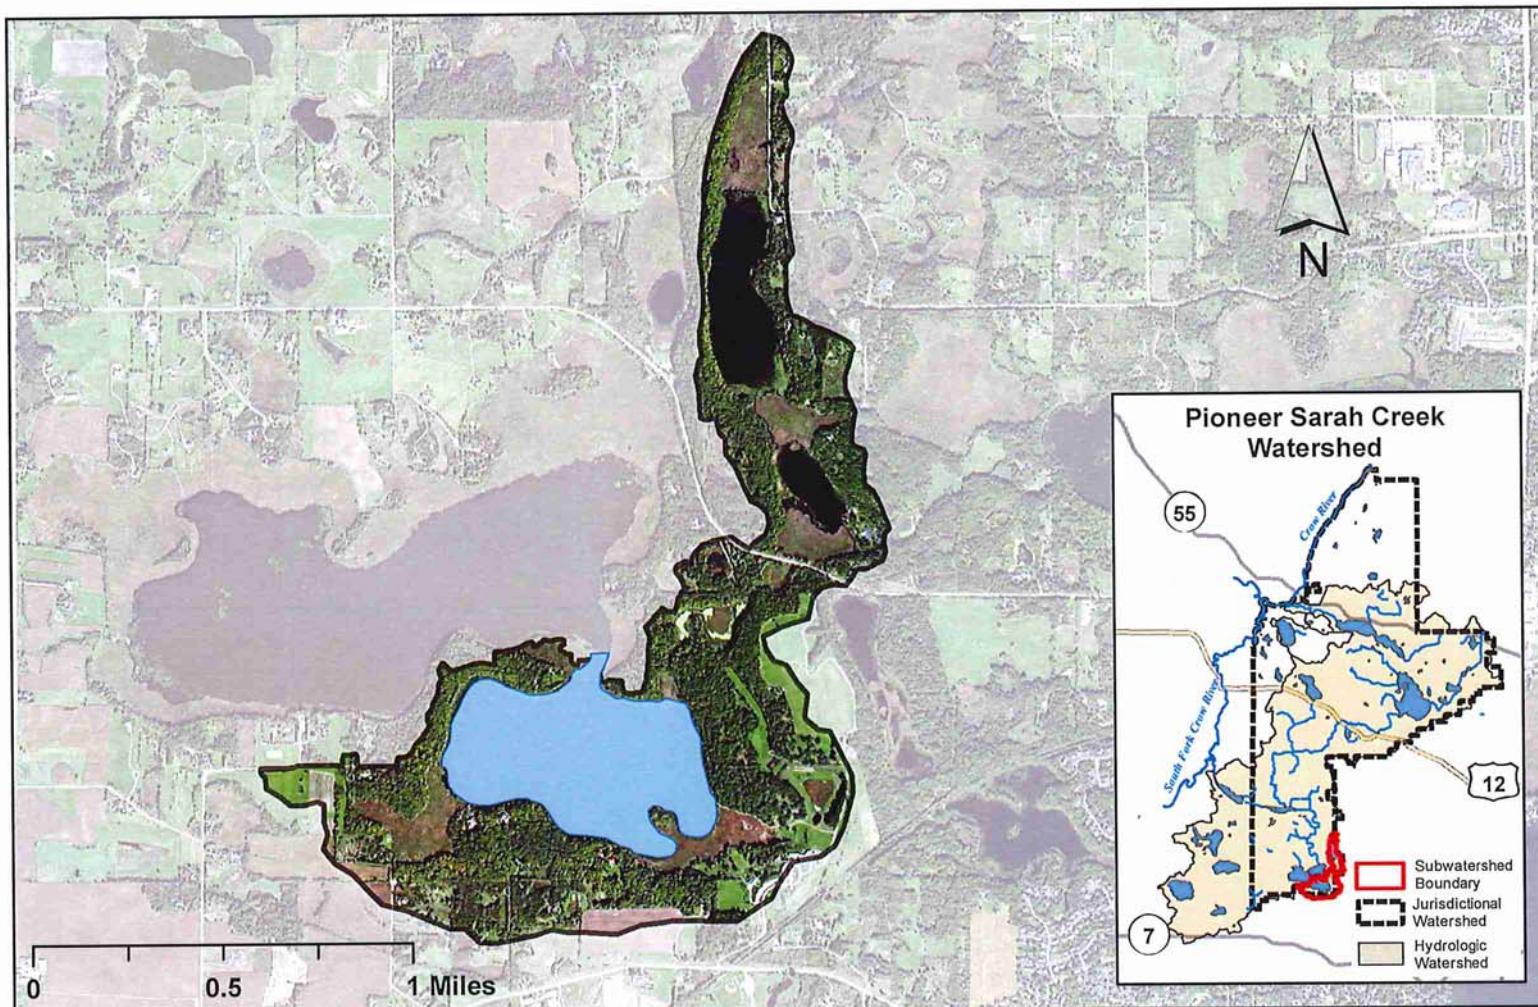 N
Pioneer Sarah Creek
Watershed
55
Crow River
South Fork Crow River
12
7
Subwatershed
Boundary
Jurisdictional
Watershed
Hydrologic
Watershed
0 0.5 1 Miles